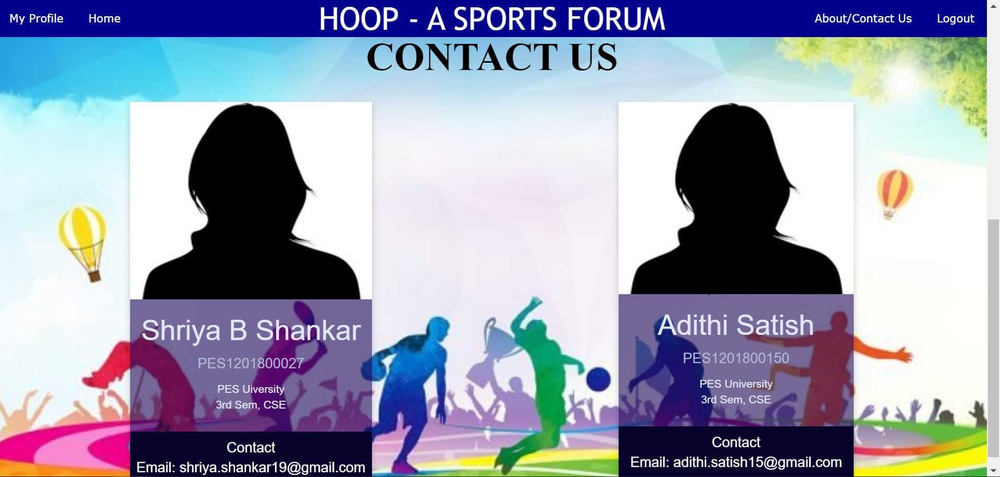 My Profile
Home
HOOP - A SPORTS FORUM
About/Contact Us
Logout
CONTACT US
Shriya B Shankar
PES1201800027
PES Uiversity
3rd Sem, CSE
Contact
Email: shriya.shankar19@gmail.com
Adithi Satish
PES1201800150
PES University
3rd Sem, CSE
Contact
Email: adithi.satish15@gmail.com